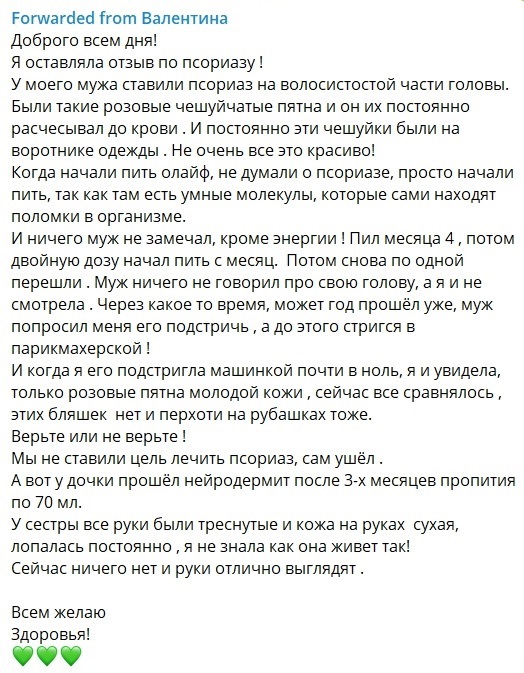 Forwarded from Валентина
Доброго всем дня!
Я оставляла отзыв по псориазу !
У моего мужа ставили псориаз на волосистостой части головы.
Были такие розовые чешуйчатые пятна и он их постоянно
расчесывал до крови . И постоянно эти чешуйки были на
воротнике одежды . Не очень все это красиво!
Когда начали пить олайф, не думали о псориазе, просто начали
пить, так как там есть умные молекулы, которые сами находят
поломки в организме.
И ничего муж не замечал, кроме энергии ! Пил месяца 4 , потом
двойную дозу начал пить с месяц.  Потом снова по одной
перешли . Муж ничего не говорил про свою голову, а я и не
смотрела . Через какое то время, может год прошёл уже, муж
попросил меня его подстричь , а до этого стригся в
парикмахерской !
И когда я его подстригла машинкой почти в ноль, я и увидела,
только розовые пятна молодой кожи , сейчас все сравнялось ,
этих бляшек  нет и перхоти на рубашках тоже.
Верьте или не верьте !
Мы не ставили цель лечить псориаз, сам ушёл .
А вот у дочки прошёл нейродермит после 3-х месяцев пропития
по 70 мл.
У сестры все руки были треснутые и кожа на руках  сухая,
лопалась постоянно , я не знала как она живет так!
Сейчас ничего нет и руки отлично выглядят .
Всем желаю
Здоровья!
💚💚💚